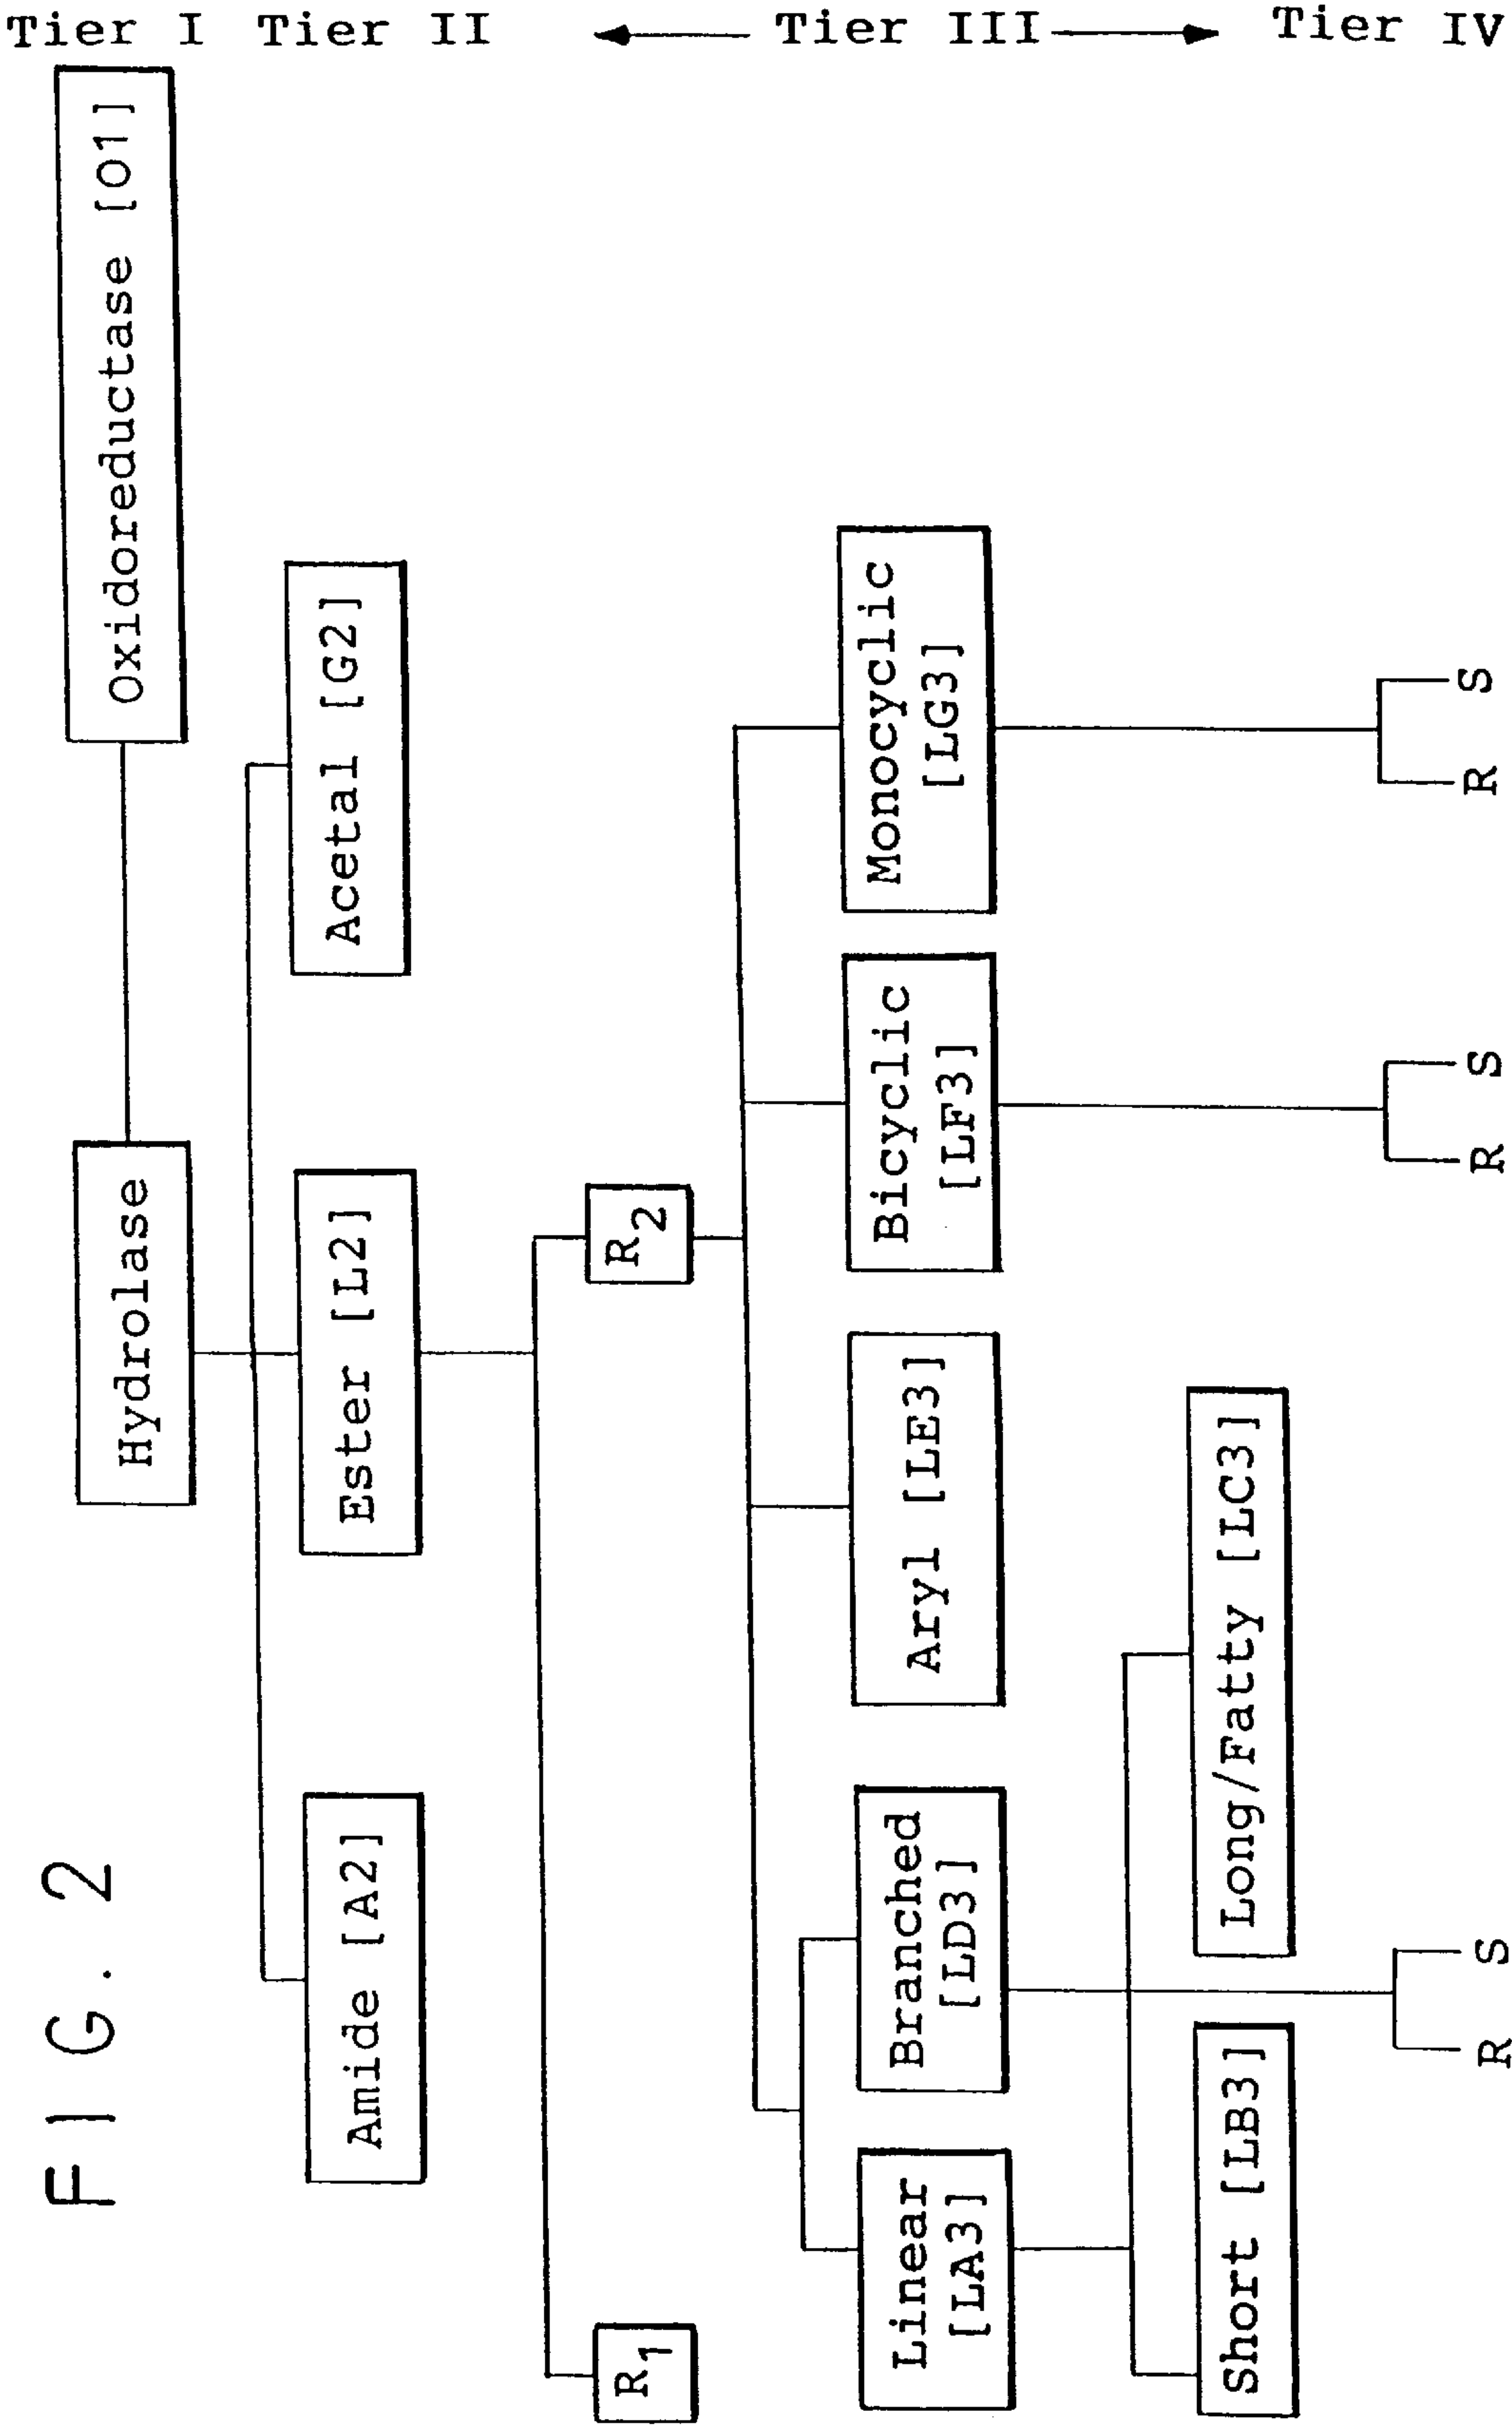 FIG. 2
Tier I
Hydrolase
Oxidoreductase [O1]
Tier II
Amide [A2]
Ester [L2]
Acetal [G2]
Tier III
R1
R2
Linear
[LA3]
Branched
[LD3]
Aryl [LE3]
Bicyclic
[LF3]
Monocyclic
[LG3]
Short [LB3]
Long/Fatty [LC3]
Tier IV
R
S
R
S
R
S